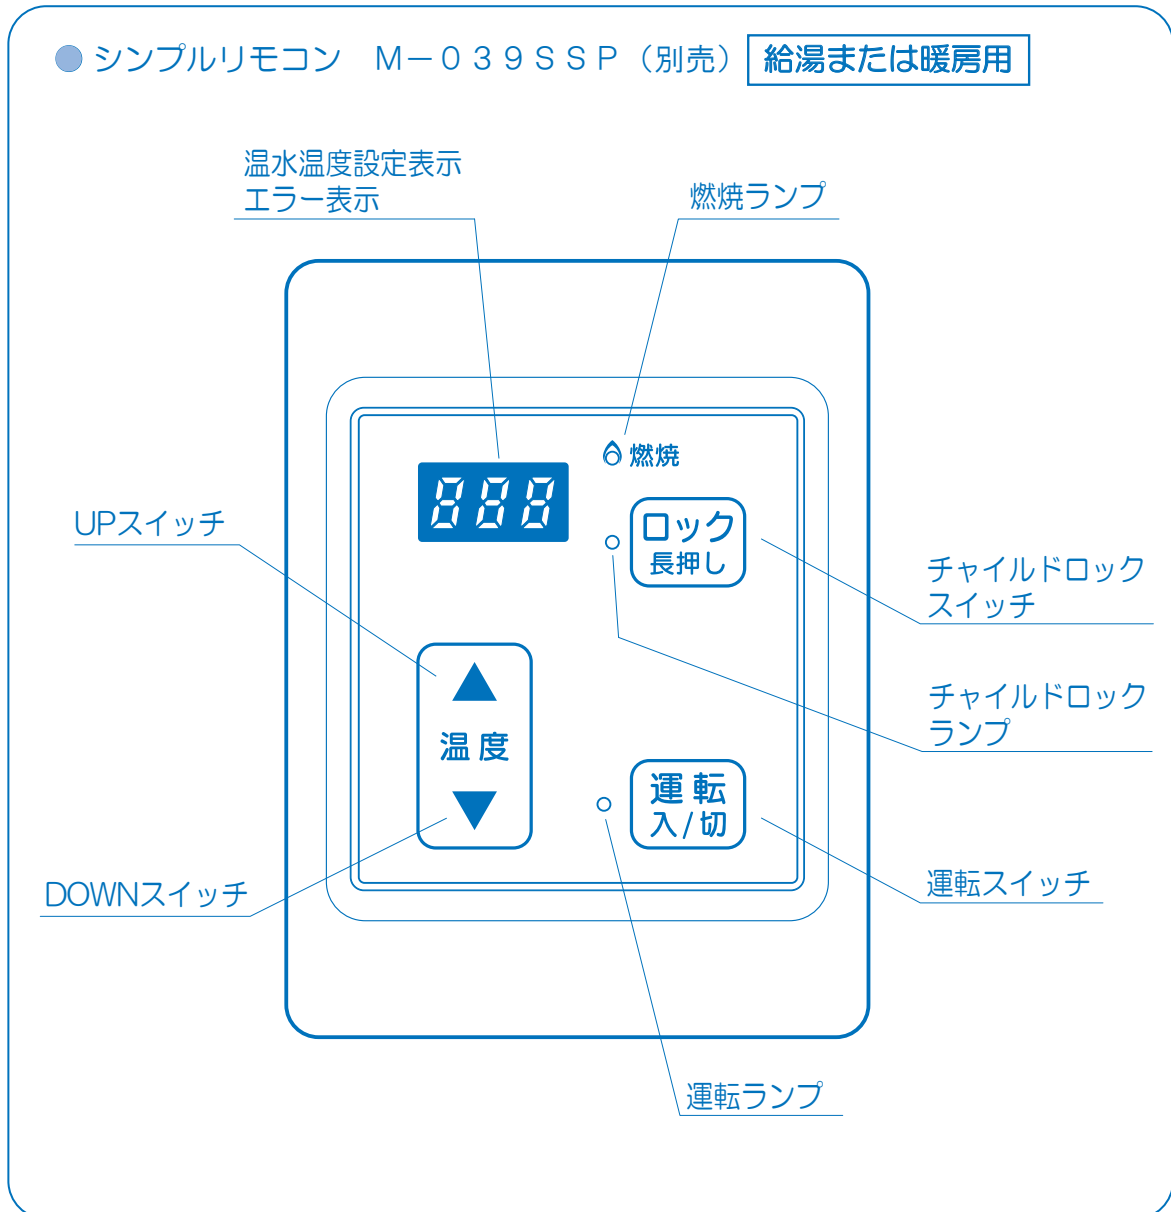 ● シンプルリモコン　Ｍ－０３９ＳＳＰ（別売） 給湯または暖房用
温水温度設定表示
エラー表示
燃焼ランプ
燃焼
888
UPスイッチ
ロック
長押し
チャイルドロック
スイッチ
チャイルドロック
ランプ
温度
運転
入/切
DOWNスイッチ
運転スイッチ
運転ランプ